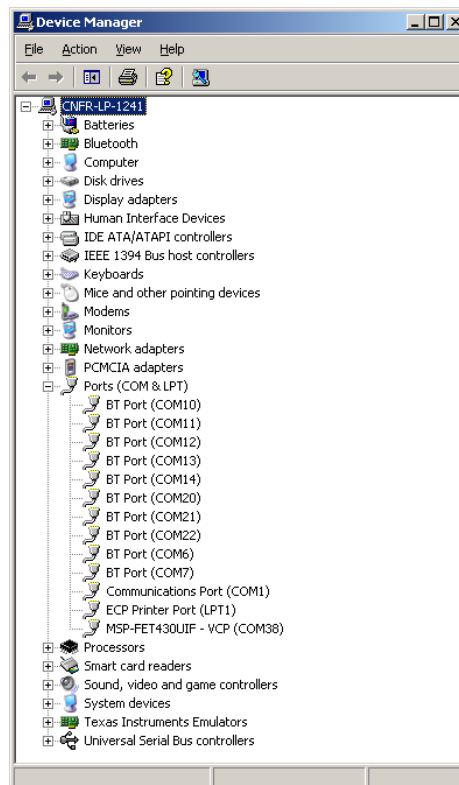 Device Manager
File Action View Help
CNFR-LP-1241
Batteries
Bluetooth
Computer
Disk drives
Display adapters
Human Interface Devices
IDE ATA/ATAPI controllers
IEEE 1394 Bus host controllers
Keyboards
Mice and other pointing devices
Modems
Monitors
Network adapters
PCMCIA adapters
Ports (COM & LPT)
BT Port (COM10)
BT Port (COM11)
BT Port (COM12)
BT Port (COM13)
BT Port (COM14)
BT Port (COM20)
BT Port (COM21)
BT Port (COM22)
BT Port (COM6)
BT Port (COM7)
Communications Port (COM1)
ECP Printer Port (LPT1)
MSP-FET430UIF - VCP (COM38)
Processors
Smart card readers
Sound, video and game controllers
System devices
Texas Instruments Emulators
Universal Serial Bus controllers